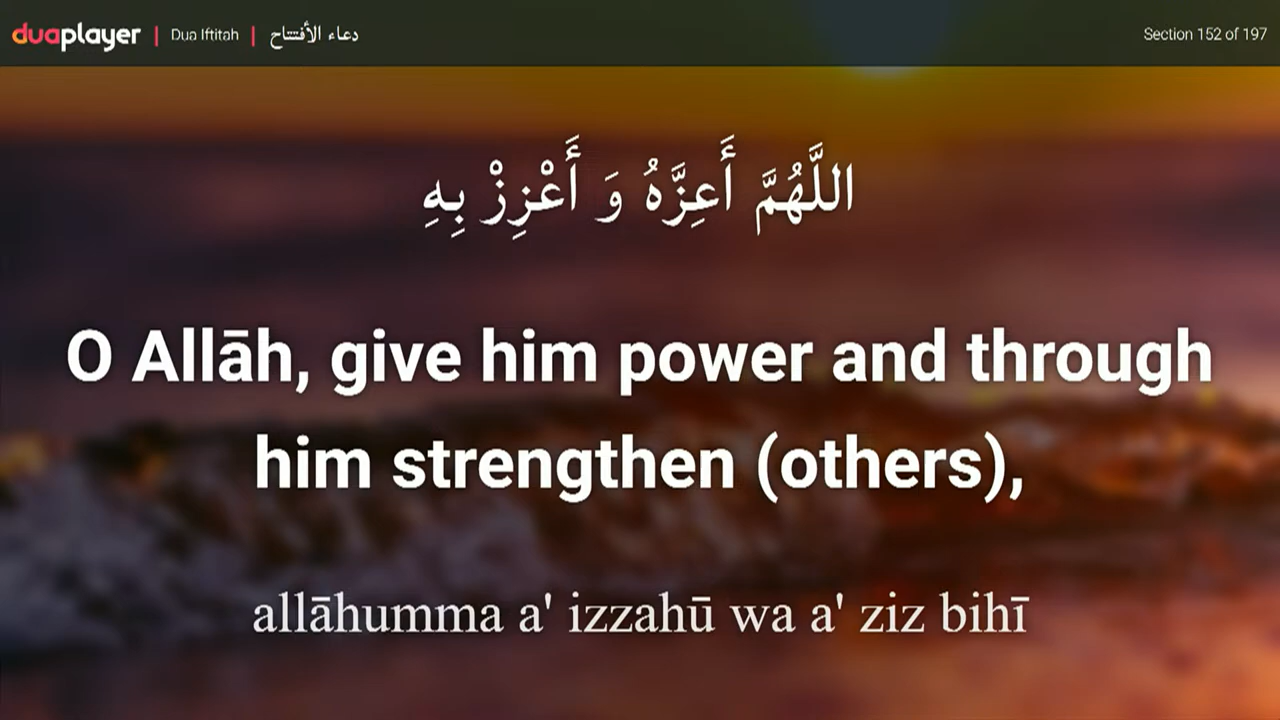 duaplayer | Dua Iftitah | دعاء الأفتتاح
Section 152 of 197
اللَّهُمَّ أَعِزَّهُ وَ أَعْزِزْ بِهِ
O Allāh, give him power and through
him strengthen (others),
allāhumma a' izzahū wa a' ziz bihī